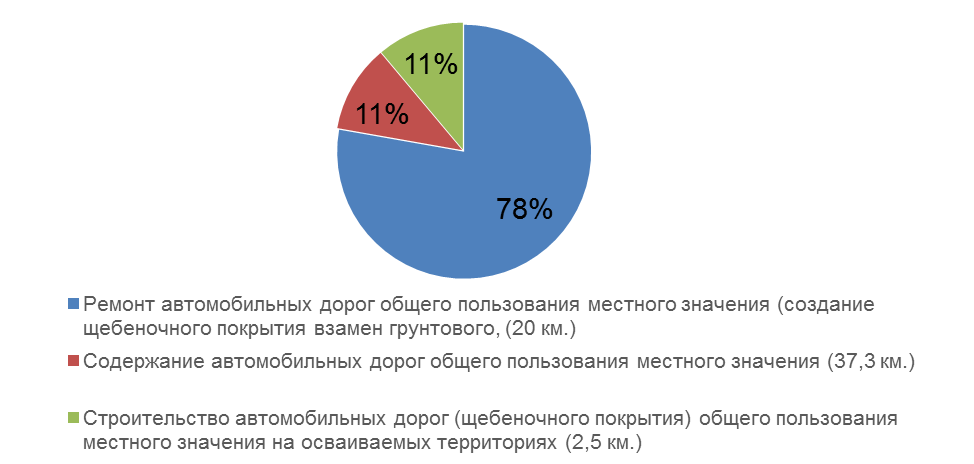 11%
11%
78%
Ремонт автомобильных дорог общего пользования местного значения (создание
щебеночного покрытия взамен грунтового, (20 км.)
Содержание автомобильных дорог общего пользования местного значения (37,3 км.)
Строительство автомобильных дорог (щебеночного покрытия) общего пользования
местного значения на осваиваемых территориях (2,5 км.)